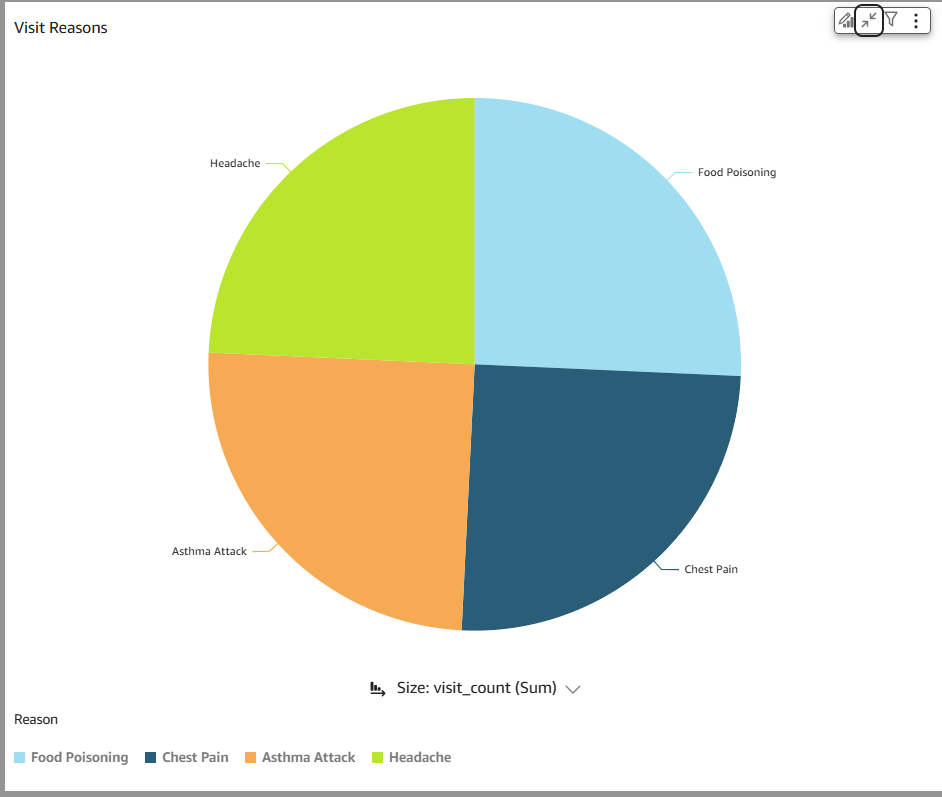 Visit Reasons
Headache
Food Poisoning
Asthma Attack
Chest Pain
Size: visit_count (Sum)
Reason
Food Poisoning Chest Pain Asthma Attack Headache